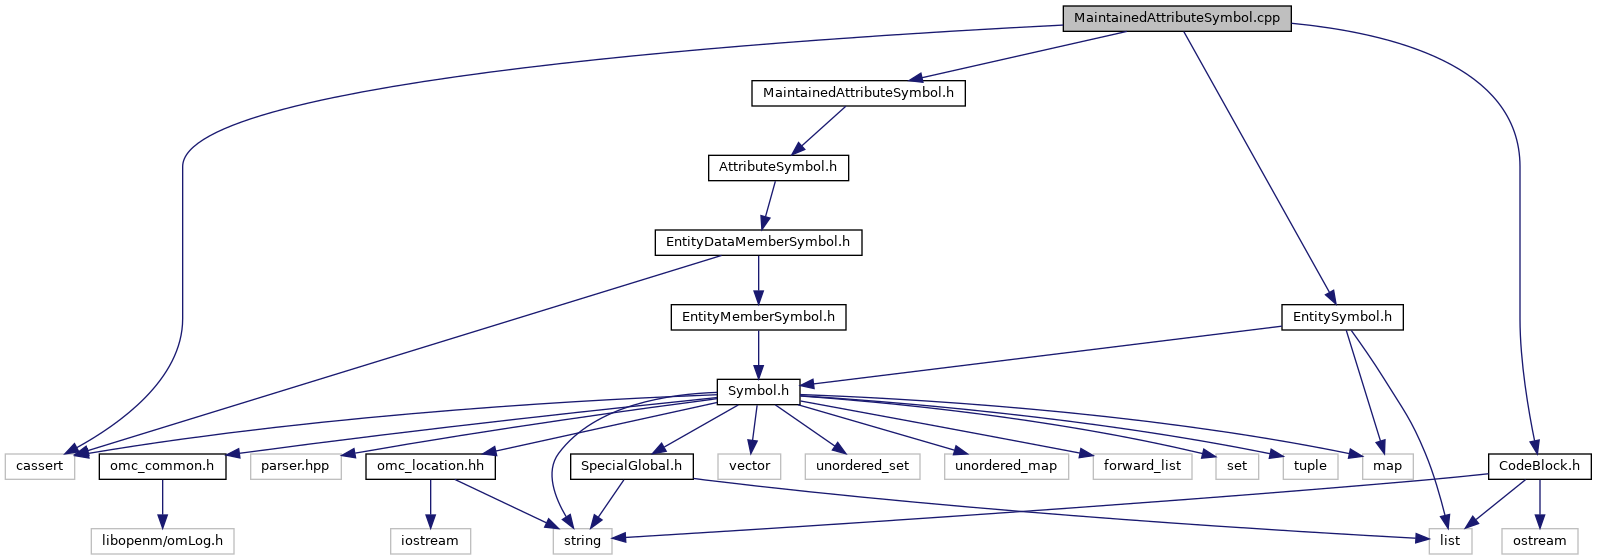 MaintainedAttributeSymbol.cpp
MaintainedAttributeSymbol.h
AttributeSymbol.h
EntityDataMemberSymbol.h
EntityMemberSymbol.h
EntitySymbol.h
Symbol.h
cassert
omc_common.h
parser.hpp
omc_location.hh
SpecialGlobal.h
vector
unordered_set
unordered_map
forward_list
set
tuple
map
CodeBlock.h
libopenm/omLog.h
iostream
string
list
ostream